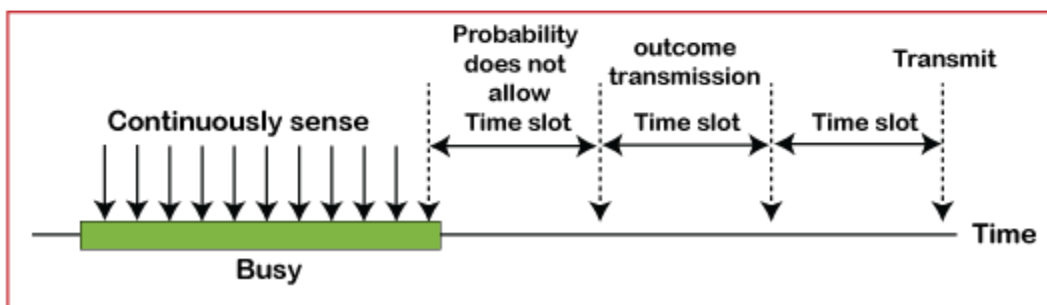 Probability
does not
allow
Time slot
outcome
transmission
Time slot
Transmit
Time slot
Continuously sense
Time
Busy